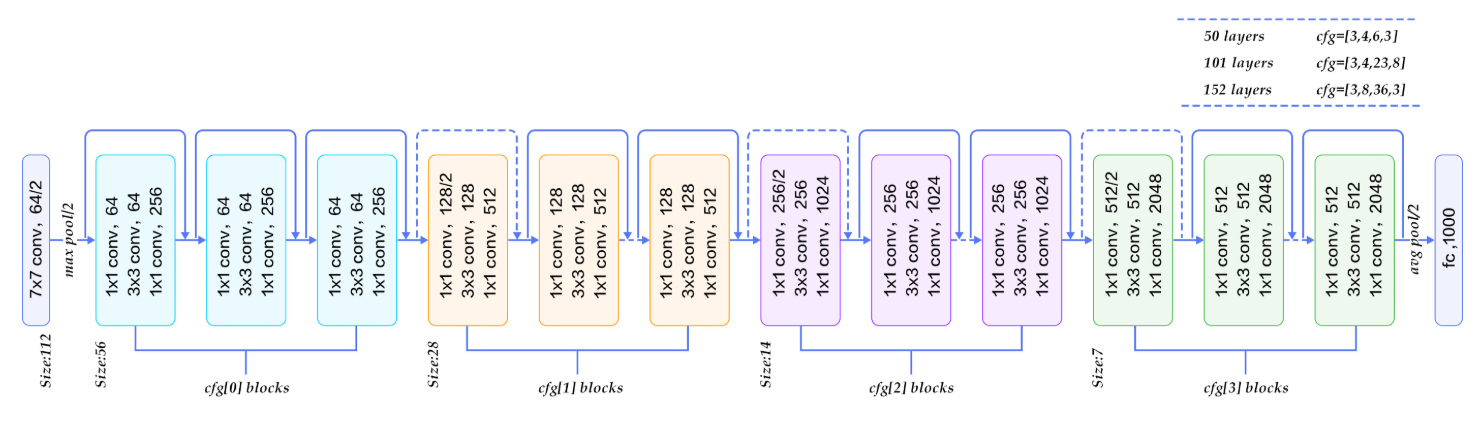 50 layers cfg=[3,4,6,3]
101 layers cfg=[3,4,23,8]
152 layers cfg=[3,8,36,3]
7x7 conv, 64/2
max pool/2
1x1 conv, 64
3x3 conv, 64
1x1 conv, 256
1x1 conv, 64
3x3 conv, 64
1x1 conv, 256
1x1 conv, 64
3x3 conv, 64
1x1 conv, 256
1x1 conv, 128/2
3x3 conv, 128
1x1 conv, 512
1x1 conv, 128
3x3 conv, 128
1x1 conv, 512
1x1 conv, 128
3x3 conv, 128
1x1 conv, 512
1x1 conv, 256/2
3x3 conv, 256
1x1 conv, 1024
1x1 conv, 256
3x3 conv, 256
1x1 conv, 1024
1x1 conv, 256
3x3 conv, 256
1x1 conv, 1024
1x1 conv, 512/2
3x3 conv, 512
1x1 conv, 2048
1x1 conv, 512
3x3 conv, 512
1x1 conv, 2048
1x1 conv, 512
3x3 conv, 512
1x1 conv, 2048
avg pool/2
fc,1000
Size:112
Size:56
cfg[0] blocks
Size:28
cfg[1] blocks
Size:14
cfg[2] blocks
Size:7
cfg[3] blocks